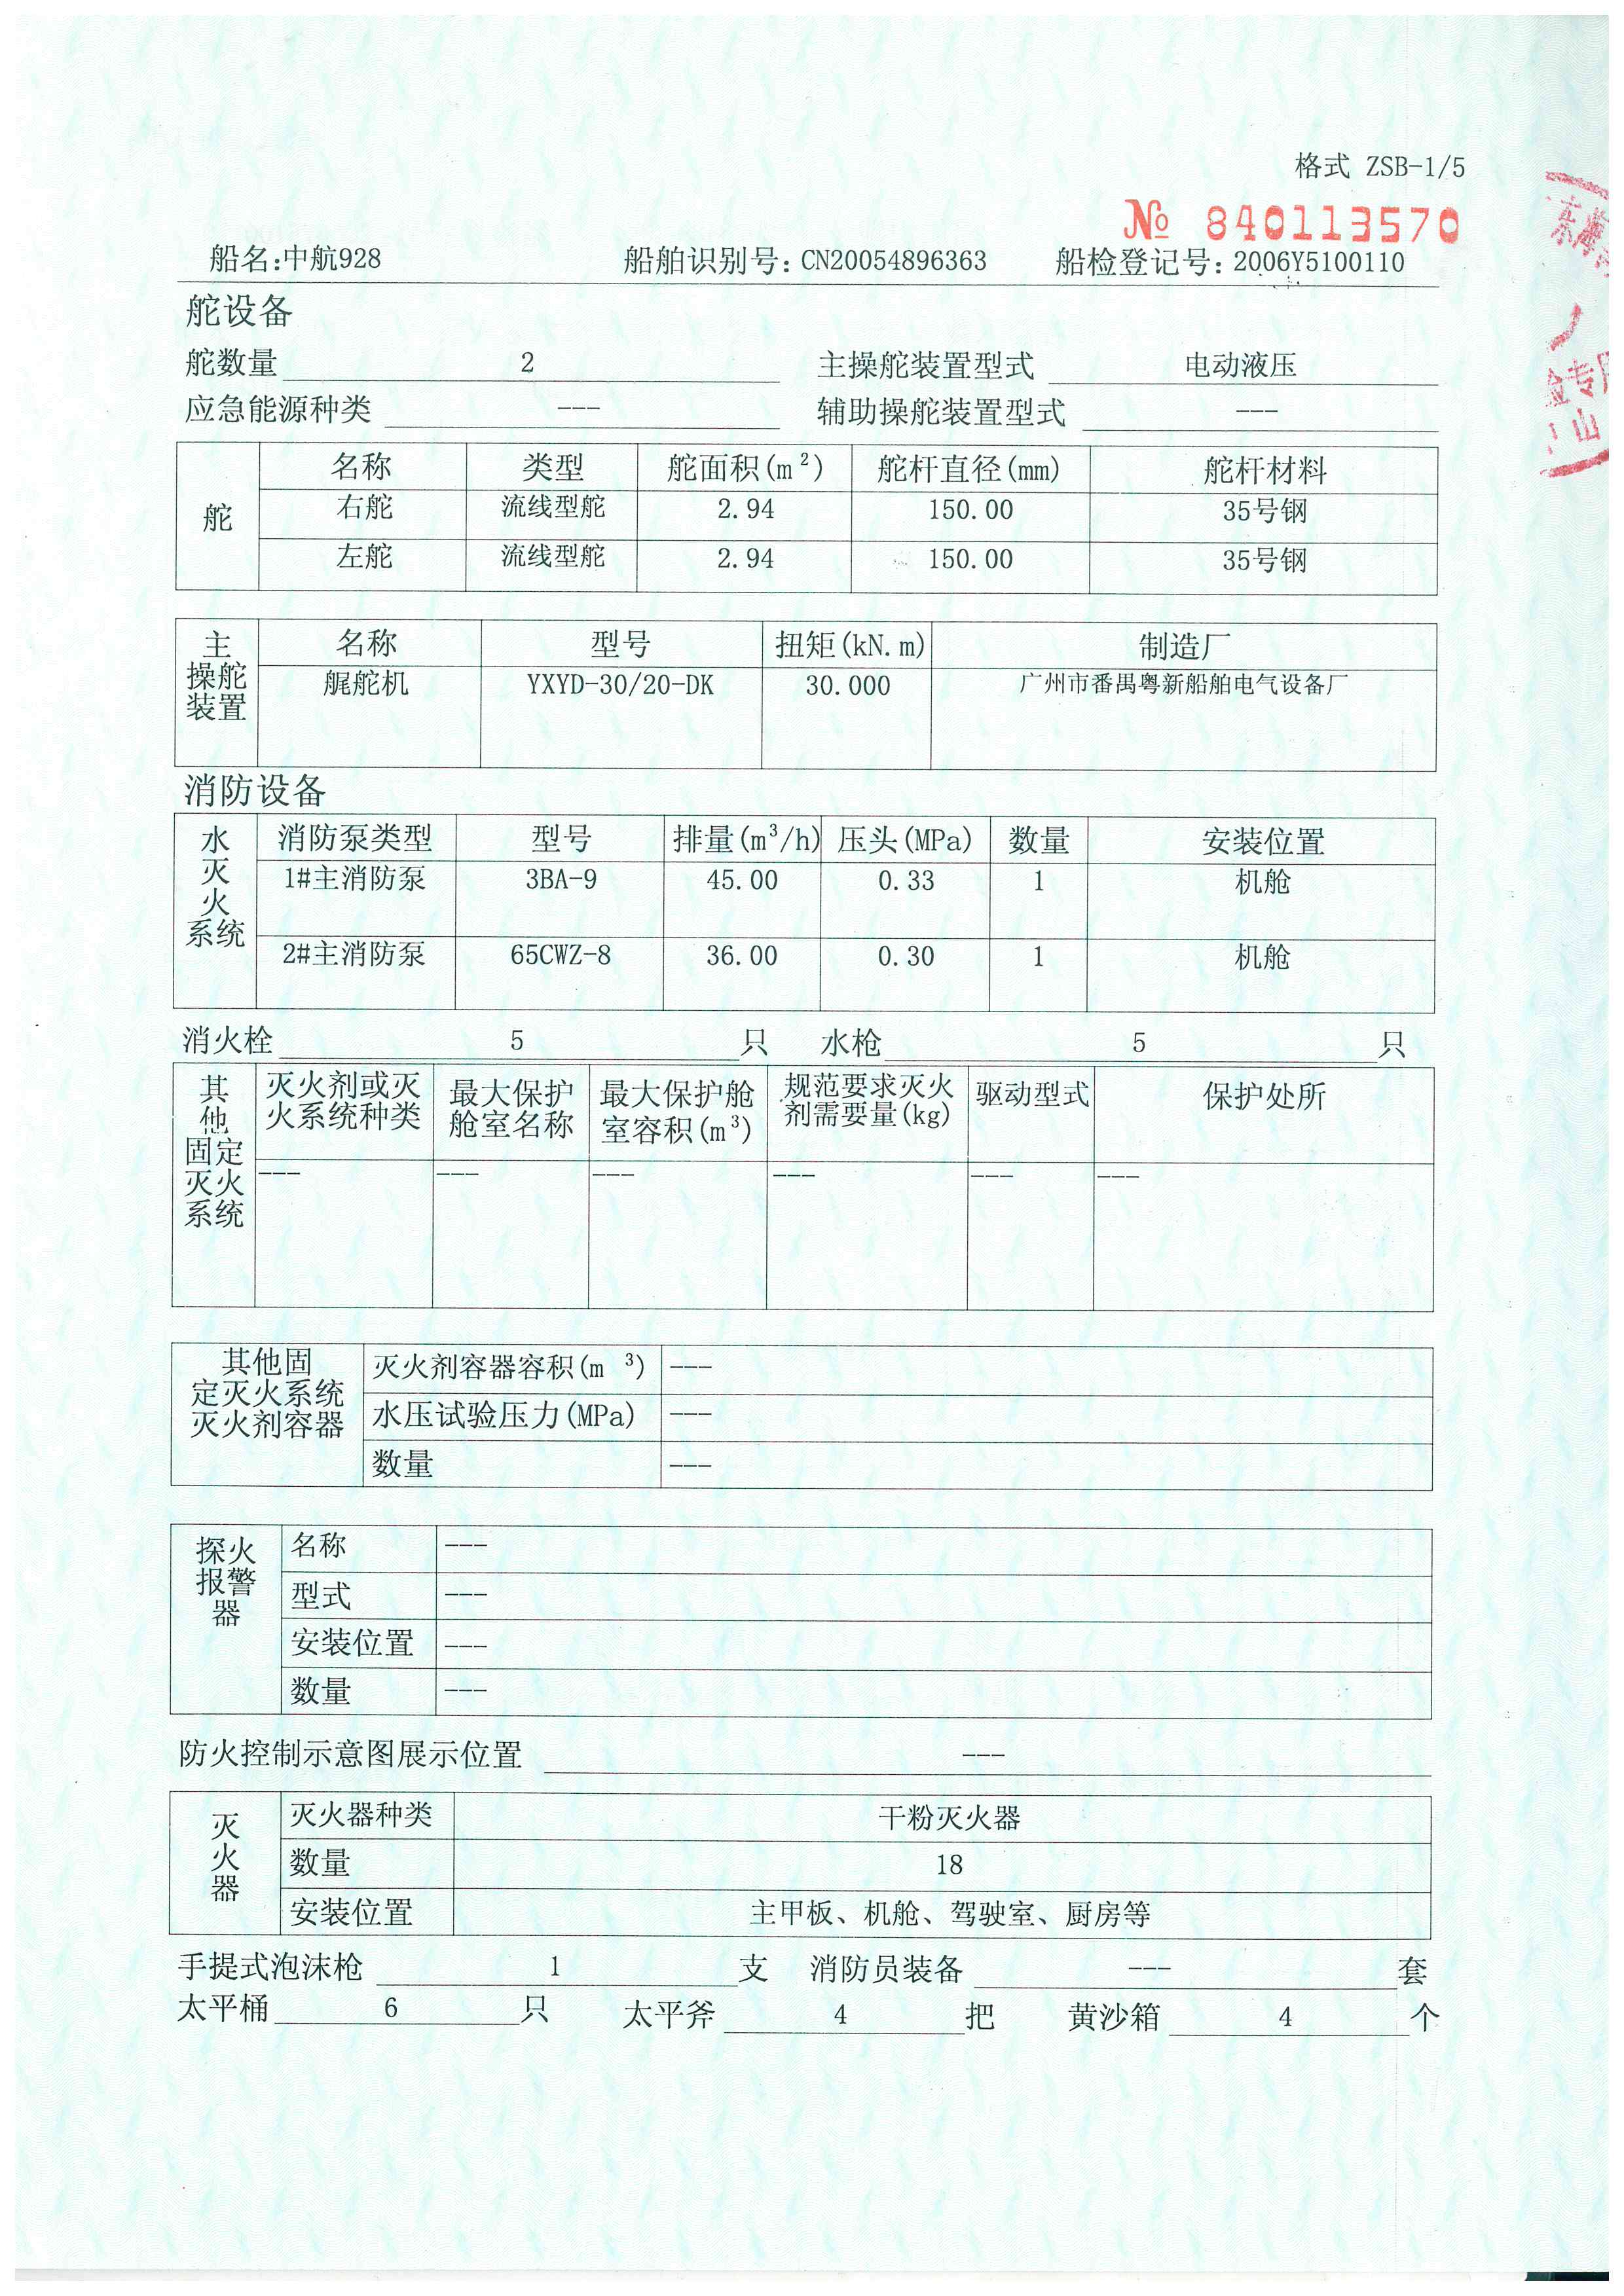 格式 ZSB-1/5
№ 840113570
船名:中航928 船舶识别号: CN20054896363 船检登记号: 2006Y5100110
舵设备
舵数量 2 主操舵装置型式 电动液压
应急能源种类 --- 辅助操舵装置型式 ---
舵 名称 类型 舵面积(m²) 舵杆直径(mm) 舵杆材料
右舵 流线型舵 2.94 150.00 35号钢
左舵 流线型舵 2.94 150.00 35号钢
主操舵装置 名称 型号 扭矩(kN.m) 制造厂
艉舵机 YXYD-30/20-DK 30.000 广州市番禺粤新船舶电气设备厂
消防设备
水灭火系统 消防泵类型 型号 排量(m³/h) 压头(MPa) 数量 安装位置
1#主消防泵 3BA-9 45.00 0.33 1 机舱
2#主消防泵 65CWZ-8 36.00 0.30 1 机舱
消火栓 5 只 水枪 5 只
其他固定灭火系统 灭火剂或灭火系统种类 最大保护舱室名称 最大保护舱室容积(m³) 规范要求灭火剂需要量(kg) 驱动型式 保护处所
--- --- --- --- --- ---
其他固定灭火系统灭火剂容器 灭火剂容器容积(m ³) ---
水压试验压力(MPa) ---
数量 ---
探火报警器 名称 ---
型式 ---
安装位置 ---
数量 ---
防火控制示意图展示位置 ---
灭火器 灭火器种类 干粉灭火器
数量 18
安装位置 主甲板、机舱、驾驶室、厨房等
手提式泡沫枪 1 支 消防员装备 --- 套
太平桶 6 只 太平斧 4 把 黄沙箱 4 个